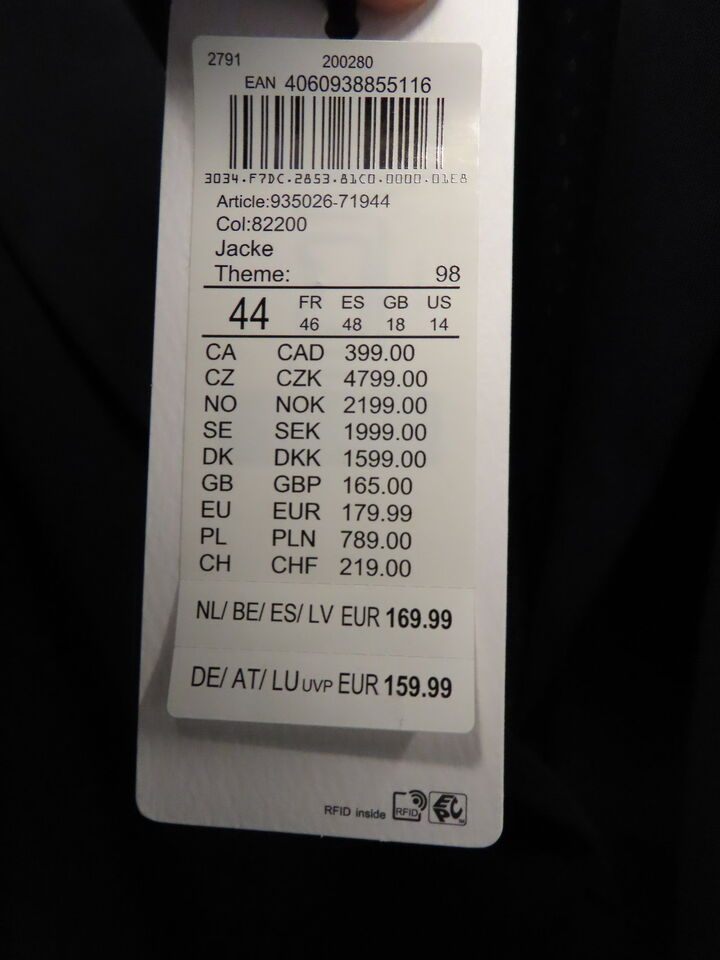 2791 200280
EAN 4060938855116
3034.F7DC.2853.81C0.0000.01E8
Article:935026-71944
Col:82200
Jacke
Theme: 98
44 FR ES GB US
46 48 18 14
CA CAD 399.00
CZ CZK 4799.00
NO NOK 2199.00
SE SEK 1999.00
DK DKK 1599.00
GB GBP 165.00
EU EUR 179.99
PL PLN 789.00
CH CHF 219.00
NL/ BE/ ES/ LV EUR 169.99
DE/ AT/ LU UVP EUR 159.99
RFID inside RFID EPC